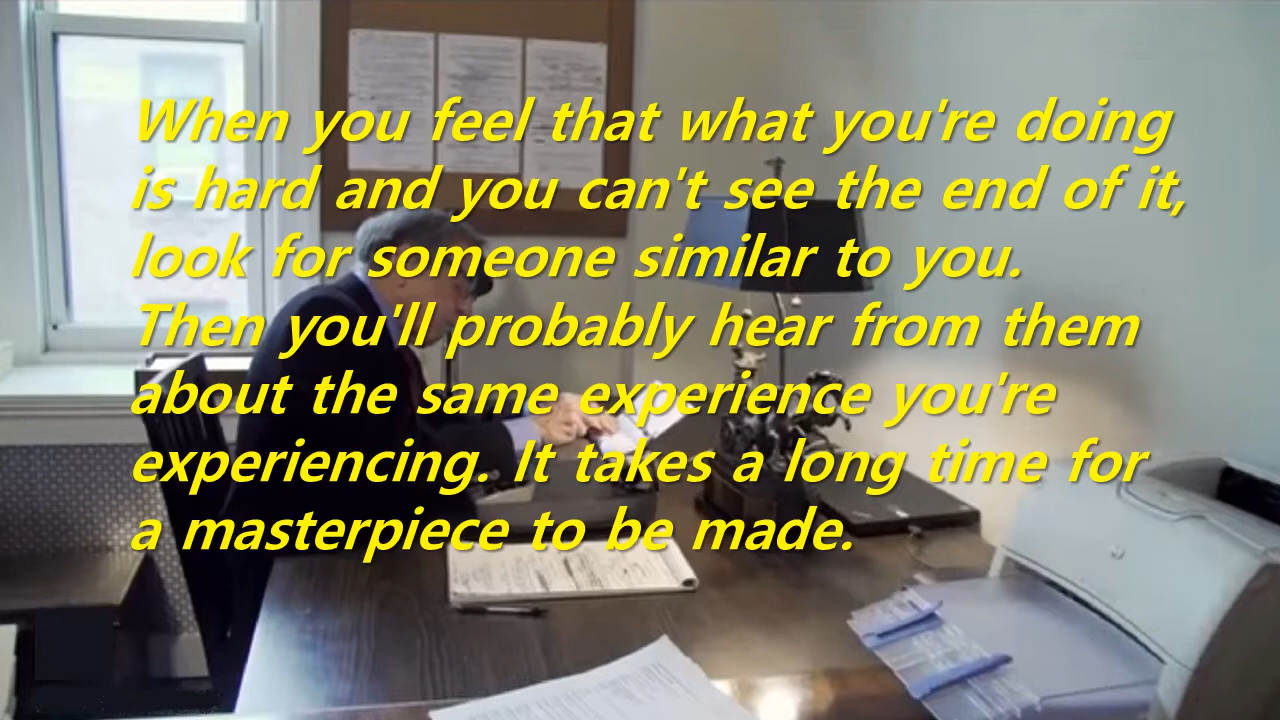 When you feel that what you're doing
is hard and you can't see the end of it,
look for someone similar to you.
Then you'll probably hear from them
about the same experience you're
experiencing. It takes a long time for
a masterpiece to be made.